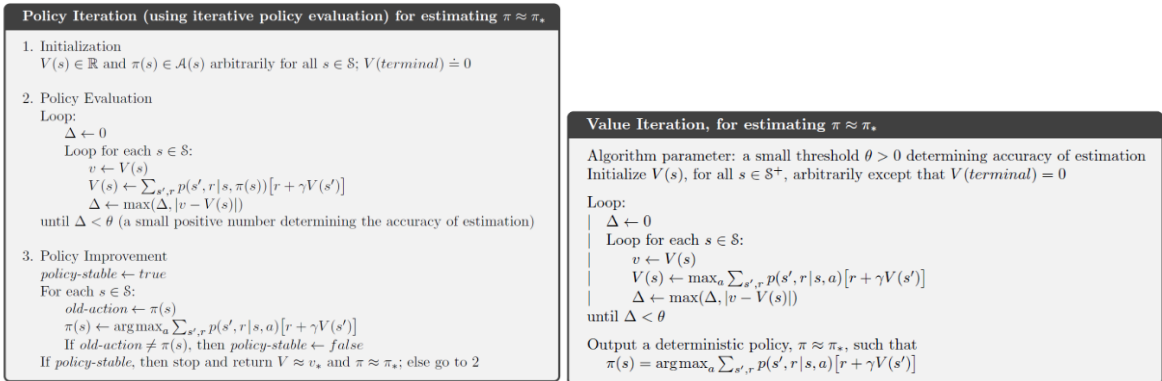 Policy Iteration (using iterative policy evaluation) for estimating π ≈ π∗
1. Initialization
V(s) ∈ ℝ and π(s) ∈ 𝒜(s) arbitrarily for all s ∈ 𝒮; V(terminal) ≐ 0
2. Policy Evaluation
Loop:
Δ ← 0
Loop for each s ∈ 𝒮:
v ← V(s)
V(s) ← ∑s′,r p(s′,r|s,π(s))[r + γV(s′)]
Δ ← max(Δ, |v − V(s)|)
until Δ < θ (a small positive number determining the accuracy of estimation)
3. Policy Improvement
policy-stable ← true
For each s ∈ 𝒮:
old-action ← π(s)
π(s) ← argmaxa ∑s′,r p(s′,r|s,a)[r + γV(s′)]
If old-action ≠ π(s), then policy-stable ← false
If policy-stable, then stop and return V ≈ v∗ and π ≈ π∗; else go to 2
Value Iteration, for estimating π ≈ π∗
Algorithm parameter: a small threshold θ > 0 determining accuracy of estimation
Initialize V(s), for all s ∈ 𝒮⁺, arbitrarily except that V(terminal) = 0
Loop:
| Δ ← 0
| Loop for each s ∈ 𝒮:
| v ← V(s)
| V(s) ← maxa ∑s′,r p(s′,r|s,a)[r + γV(s′)]
| Δ ← max(Δ, |v − V(s)|)
until Δ < θ
Output a deterministic policy, π ≈ π∗, such that
π(s) = argmaxa ∑s′,r p(s′,r|s,a)[r + γV(s′)]